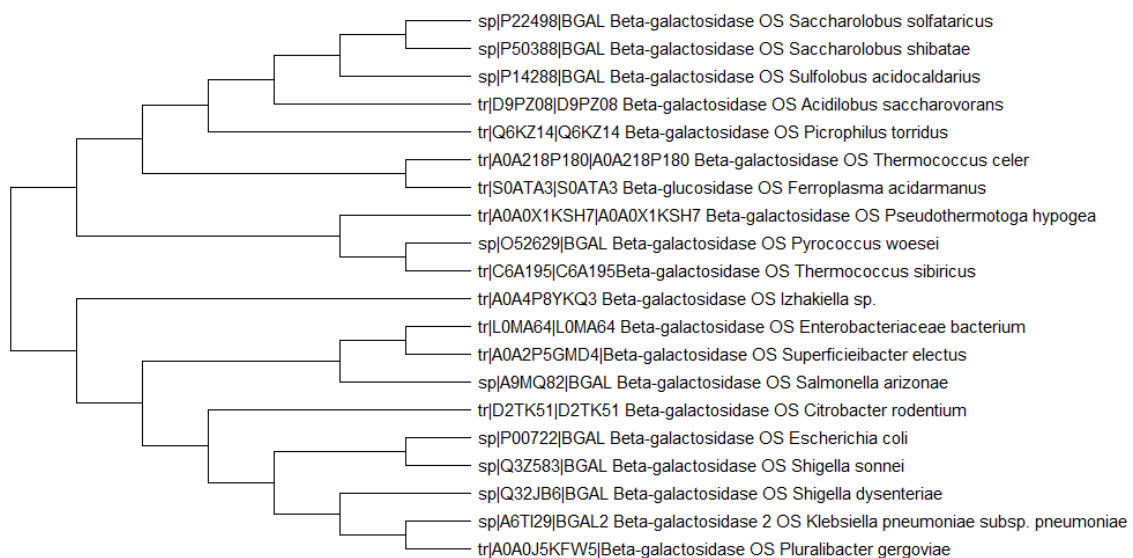 sp|P22498|BGAL Beta-galactosidase OS Saccharolobus solfataricus
sp|P50388|BGAL Beta-galactosidase OS Saccharolobus shibatae
sp|P14288|BGAL Beta-galactosidase OS Sulfolobus acidocaldarius
tr|D9PZ08|D9PZ08 Beta-galactosidase OS Acidilobus saccharovorans
tr|Q6KZ14|Q6KZ14 Beta-galactosidase OS Picrophilus torridus
tr|A0A218P180|A0A218P180 Beta-galactosidase OS Thermococcus celer
tr|S0ATA3|S0ATA3 Beta-glucosidase OS Ferroplasma acidarmanus
tr|A0A0X1KSH7|A0A0X1KSH7 Beta-galactosidase OS Pseudothermotoga hypogea
sp|O52629|BGAL Beta-galactosidase OS Pyrococcus woesei
tr|C6A195|C6A195Beta-galactosidase OS Thermococcus sibiricus
tr|A0A4P8YKQ3 Beta-galactosidase OS Izhakiella sp.
tr|L0MA64|L0MA64 Beta-galactosidase OS Enterobacteriaceae bacterium
tr|A0A2P5GMD4|Beta-galactosidase OS Superficieibacter electus
sp|A9MQ82|BGAL Beta-galactosidase OS Salmonella arizonae
tr|D2TK51|D2TK51 Beta-galactosidase OS Citrobacter rodentium
sp|P00722|BGAL Beta-galactosidase OS Escherichia coli
sp|Q3Z583|BGAL Beta-galactosidase OS Shigella sonnei
sp|Q32JB6|BGAL Beta-galactosidase OS Shigella dysenteriae
sp|A6TI29|BGAL2 Beta-galactosidase 2 OS Klebsiella pneumoniae subsp. pneumoniae
tr|A0A0J5KFW5|Beta-galactosidase OS Pluralibacter gergoviae